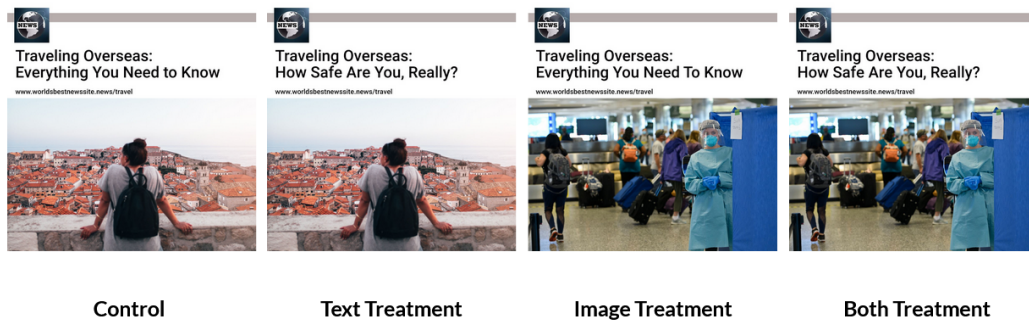 NEWS
Traveling Overseas:
Everything You Need to Know
www.worldsbestnewssite.news/travel
NEWS
Traveling Overseas:
How Safe Are You, Really?
www.worldsbestnewssite.news/travel
NEWS
Traveling Overseas:
Everything You Need To Know
www.worldsbestnewssite.news/travel
NEWS
Traveling Overseas:
How Safe Are You, Really?
www.worldsbestnewssite.news/travel
Control
Text Treatment
Image Treatment
Both Treatment